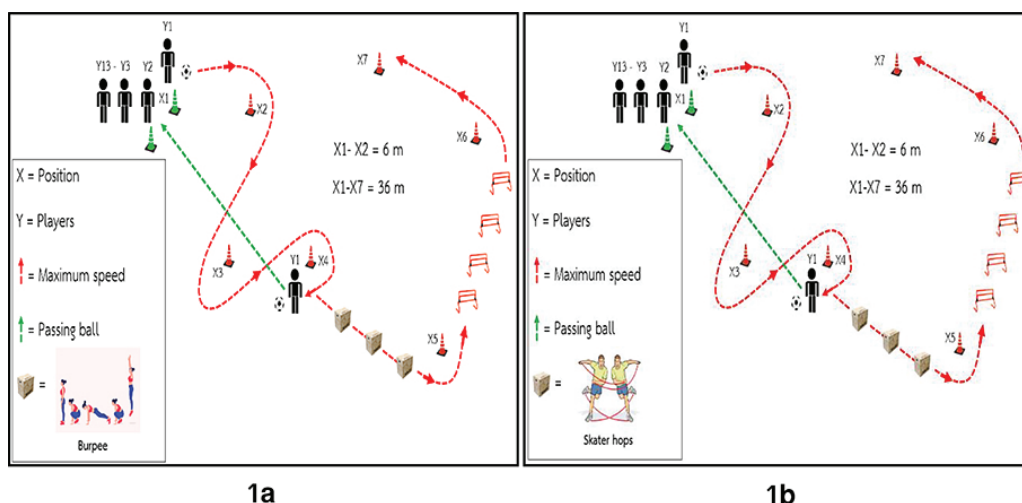 Y1
Y13 - Y3 Y2
X1
X2
X7
X6
X1- X2 = 6 m
X1-X7 = 36 m
X = Position
Y = Players
X3
X4
Y1
= Maximum speed
= Passing ball
X5
=
Burpee
1a
Y1
Y13 - Y3 Y2
X1
X2
X7
X6
X1- X2 = 6 m
X1-X7 = 36 m
X = Position
Y = Players
X3
X4
Y1
= Maximum speed
= Passing ball
X5
=
Skater hops
1b